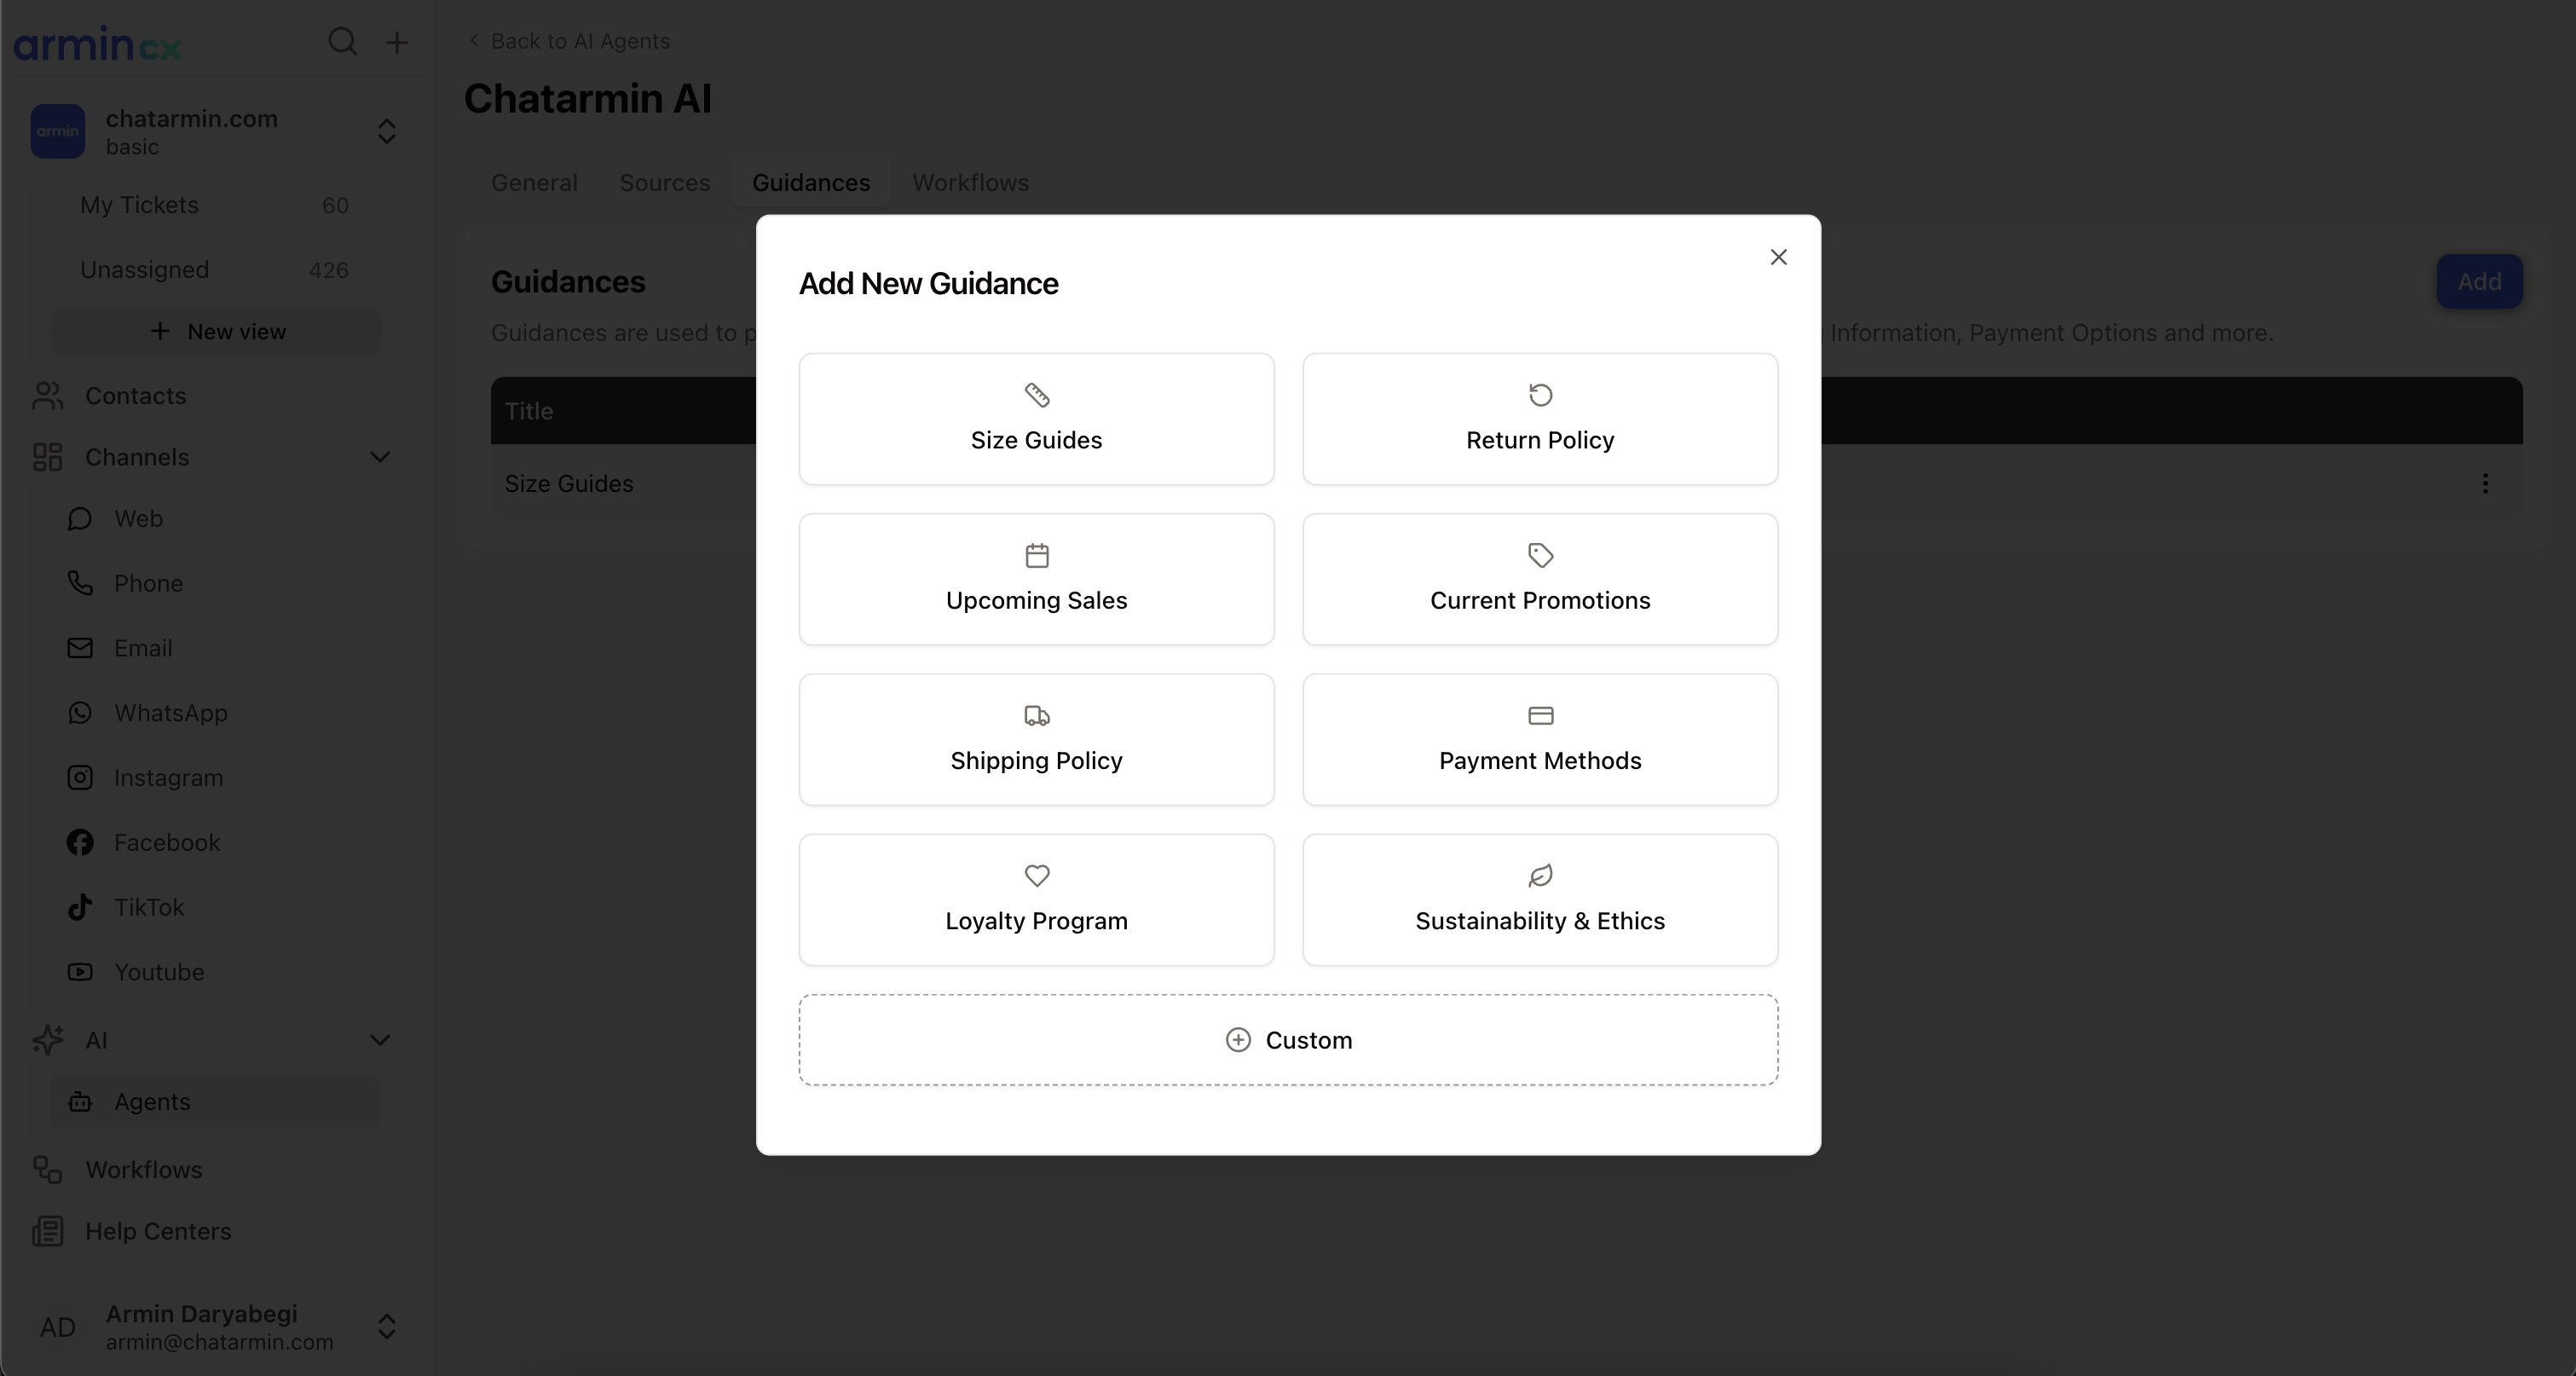 armin cx
armin
chatarmin.com
basic
My Tickets 60
Unassigned 426
New view
Contacts
Channels
Web
Phone
Email
WhatsApp
Instagram
Facebook
TikTok
Youtube
AI
Agents
Workflows
Help Centers
AD
Armin Daryabegi
armin@chatarmin.com
Back to AI Agents
Chatarmin AI
General Sources Guidances Workflows
Guidances
Add
Guidances are used to p
Information, Payment Options and more.
Title
Size Guides
Add New Guidance
Size Guides
Return Policy
Upcoming Sales
Current Promotions
Shipping Policy
Payment Methods
Loyalty Program
Sustainability & Ethics
Custom